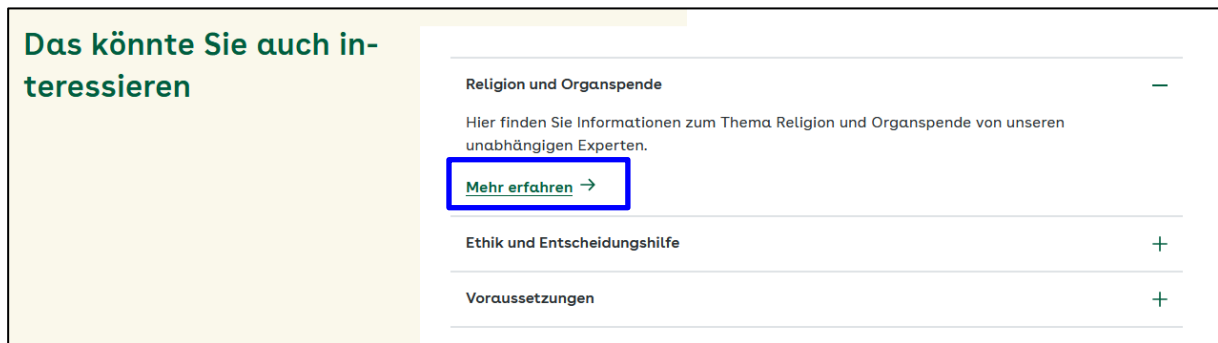 Das könnte Sie auch in-
teressieren
Religion und Organspende
Hier finden Sie Informationen zum Thema Religion und Organspende von unseren
unabhängigen Experten.
Mehr erfahren →
Ethik und Entscheidungshilfe
Voraussetzungen